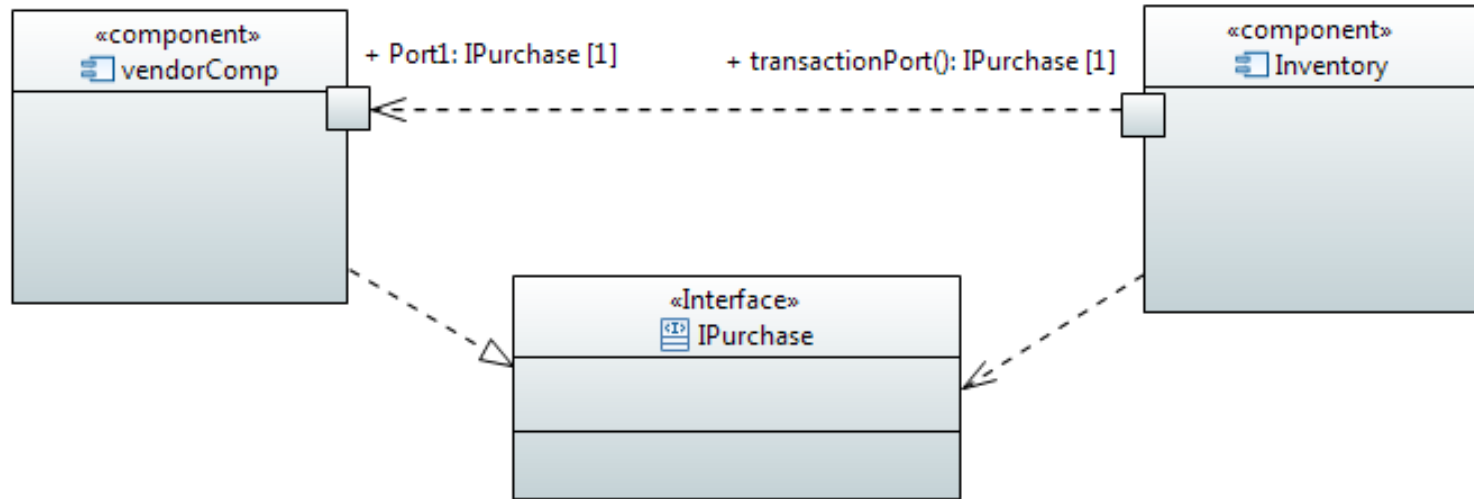 «component»
vendorComp
+ Port1: IPurchase [1]
+ transactionPort(): IPurchase [1]
«component»
Inventory
«Interface»
<I>
IPurchase